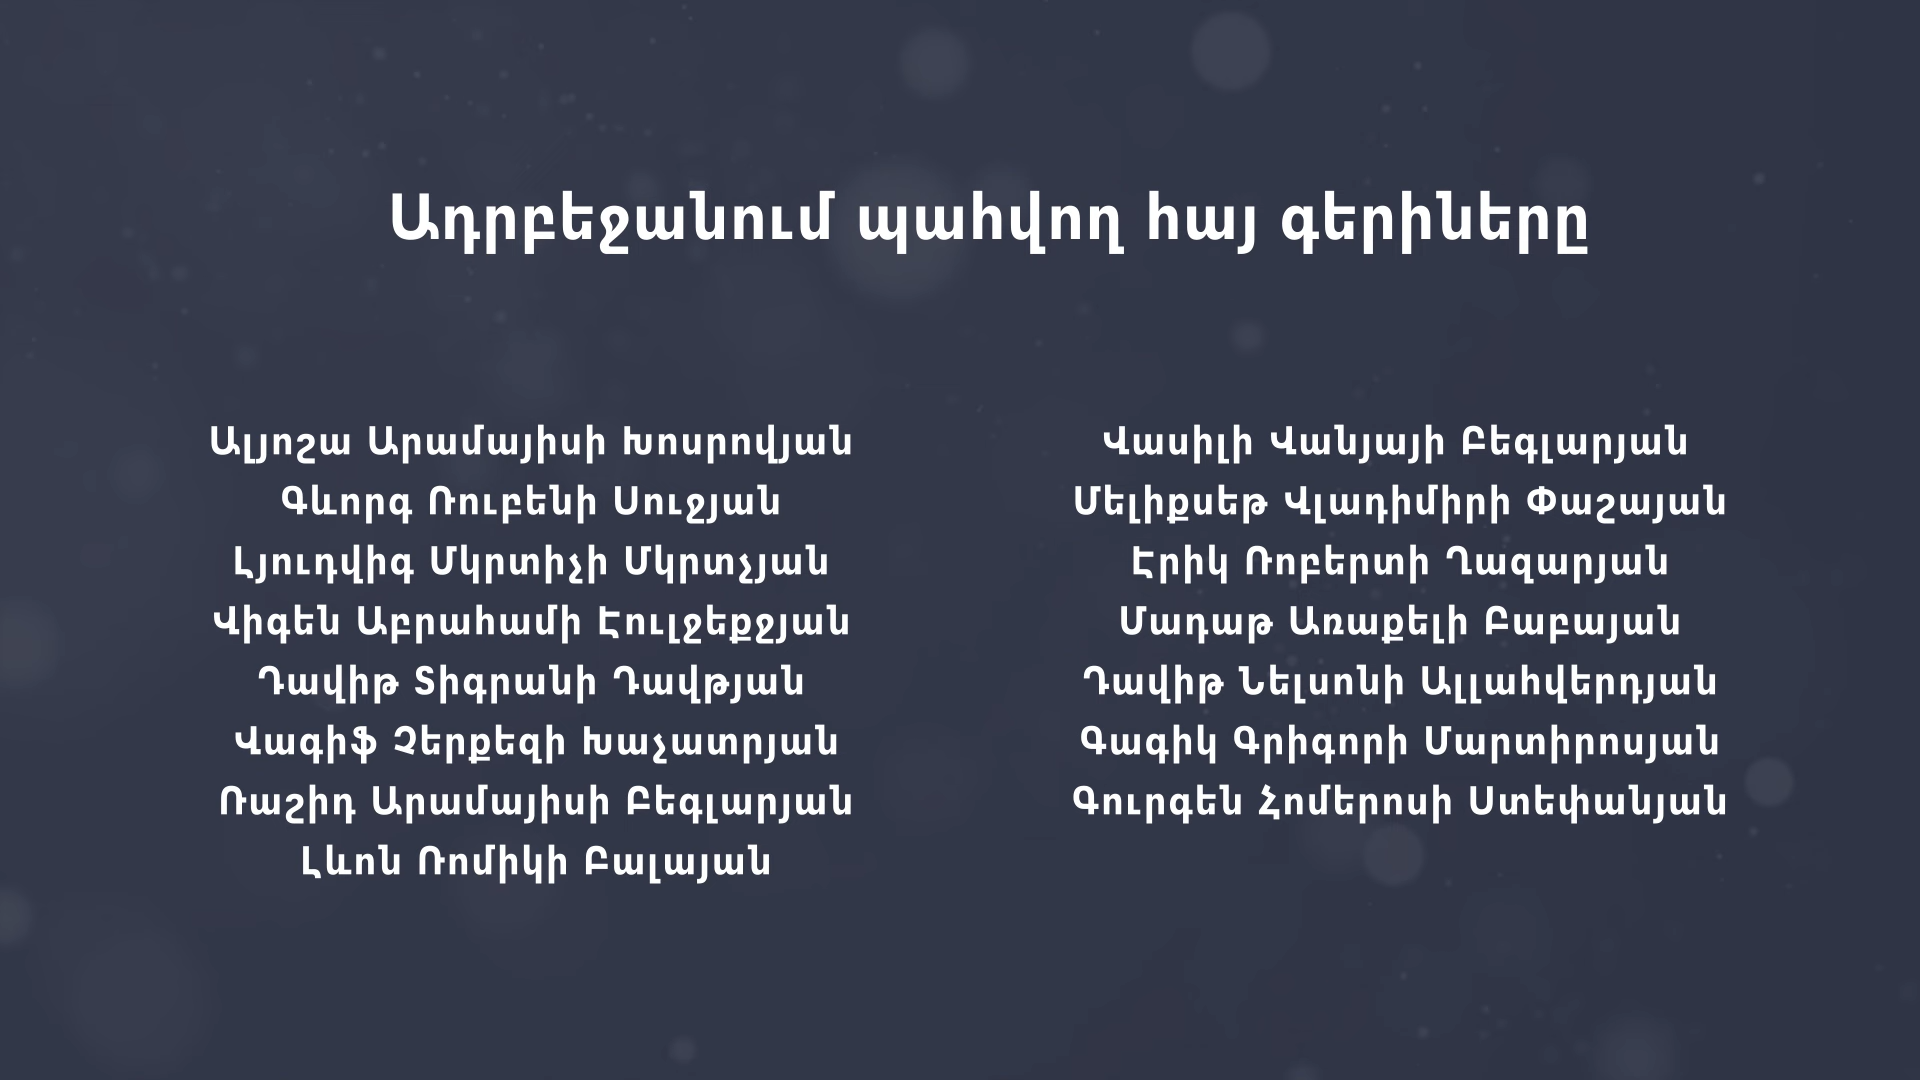 Ադրբեջանում պահվող հայ գերիները
Ալյոշա Արամայիսի Խոսրովյան
Գևորգ Ռուբենի Սուջյան
Լյուդվիգ Մկրտիչի Մկրտչյան
Վիգեն Աբրահամի Էուլջեքջյան
Դավիթ Տիգրանի Դավթյան
Վագիֆ Չերքեզի Խաչատրյան
Ռաշիդ Արամայիսի Բեգլարյան
Լևոն Ռոմիկի Բալայան
Վասիլի Վանյայի Բեգլարյան
Մելիքսեթ Վլադիմիրի Փաշայան
Էրիկ Ռոբերտի Ղազարյան
Մադաթ Առաքելի Բաբայան
Դավիթ Նելսոնի Ալլահվերդյան
Գագիկ Գրիգորի Մարտիրոսյան
Գուրգեն Հոմերոսի Ստեփանյան